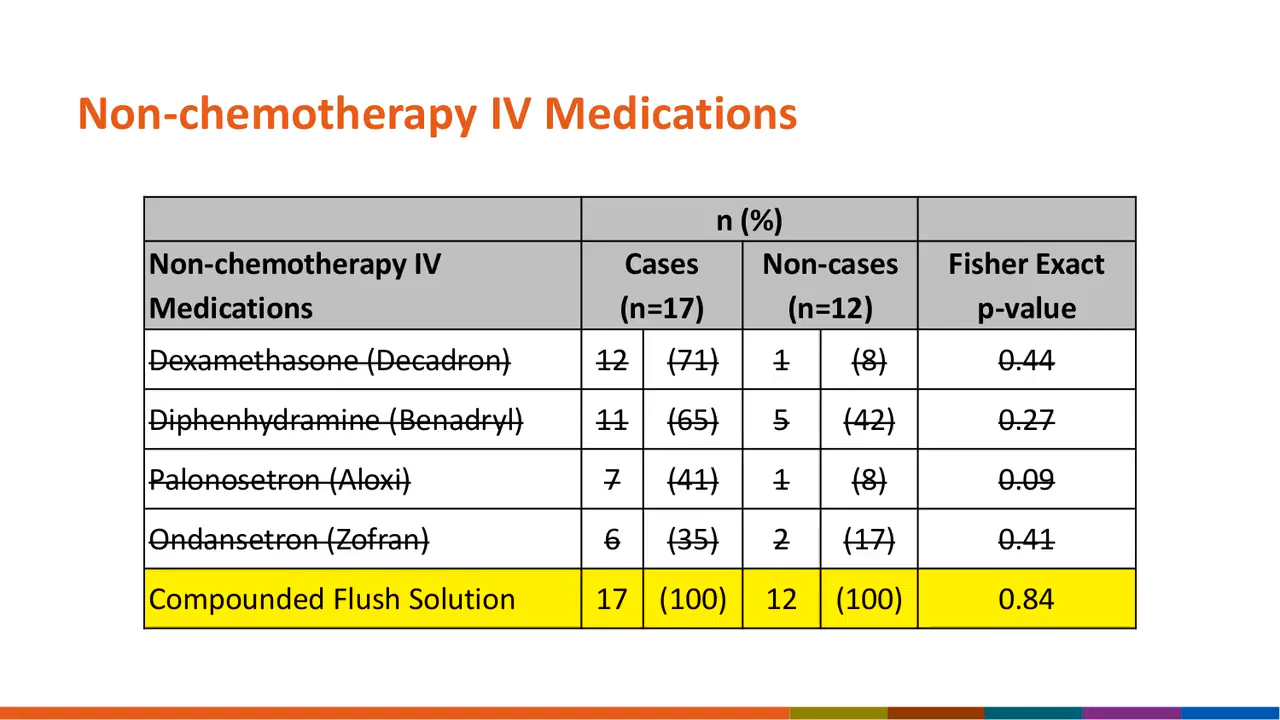 Non-chemotherapy IV Medications
n (%)
Non-chemotherapy IV Medications Cases (n=17) Non-cases (n=12) Fisher Exact p-value
Dexamethasone (Decadron) 12 (71) 1 (8) 0.44
Diphenhydramine (Benadryl) 11 (65) 5 (42) 0.27
Palonosetron (Aloxi) 7 (41) 1 (8) 0.09
Ondansetron (Zofran) 6 (35) 2 (17) 0.41
Compounded Flush Solution 17 (100) 12 (100) 0.84